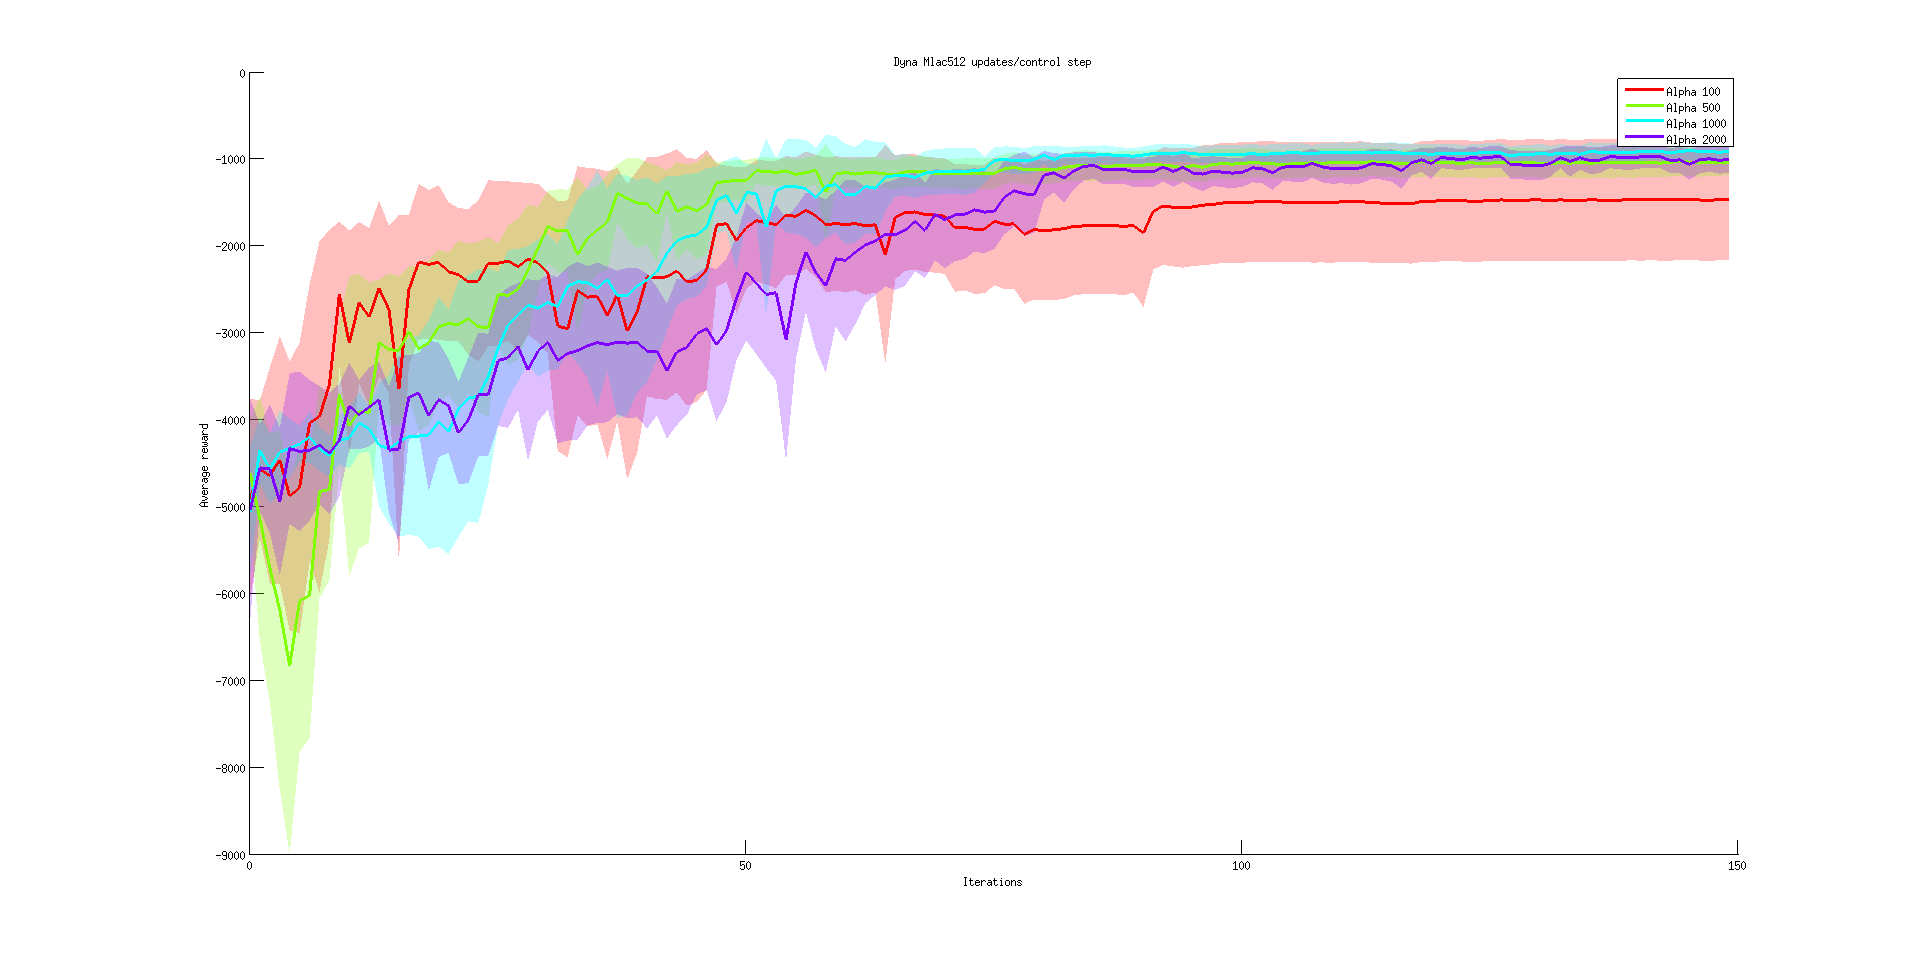 Dyna Mlac512 updates/control step
0
-1000
-2000
-3000
-4000
-5000
-6000
-7000
-8000
-9000
Average reward
Alpha 100
Alpha 500
Alpha 1000
Alpha 2000
0
50
100
150
Iterations